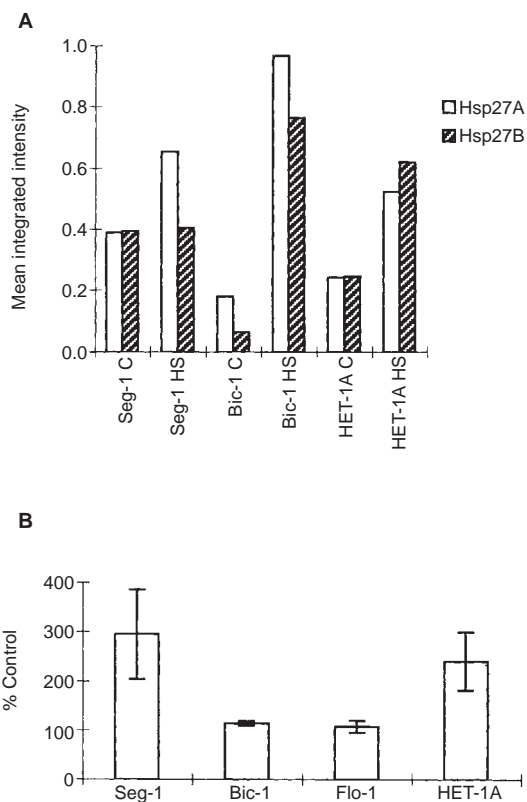 A
Mean integrated intensity
1.0
0.8
0.6
0.4
0.2
0.0
Seg-1 C
Seg-1 HS
Bic-1 C
Bic-1 HS
HET-1A C
HET-1A HS
Hsp27A
Hsp27B
B
% Control
400
300
200
100
0
Seg-1
Bic-1
Flo-1
HET-1A